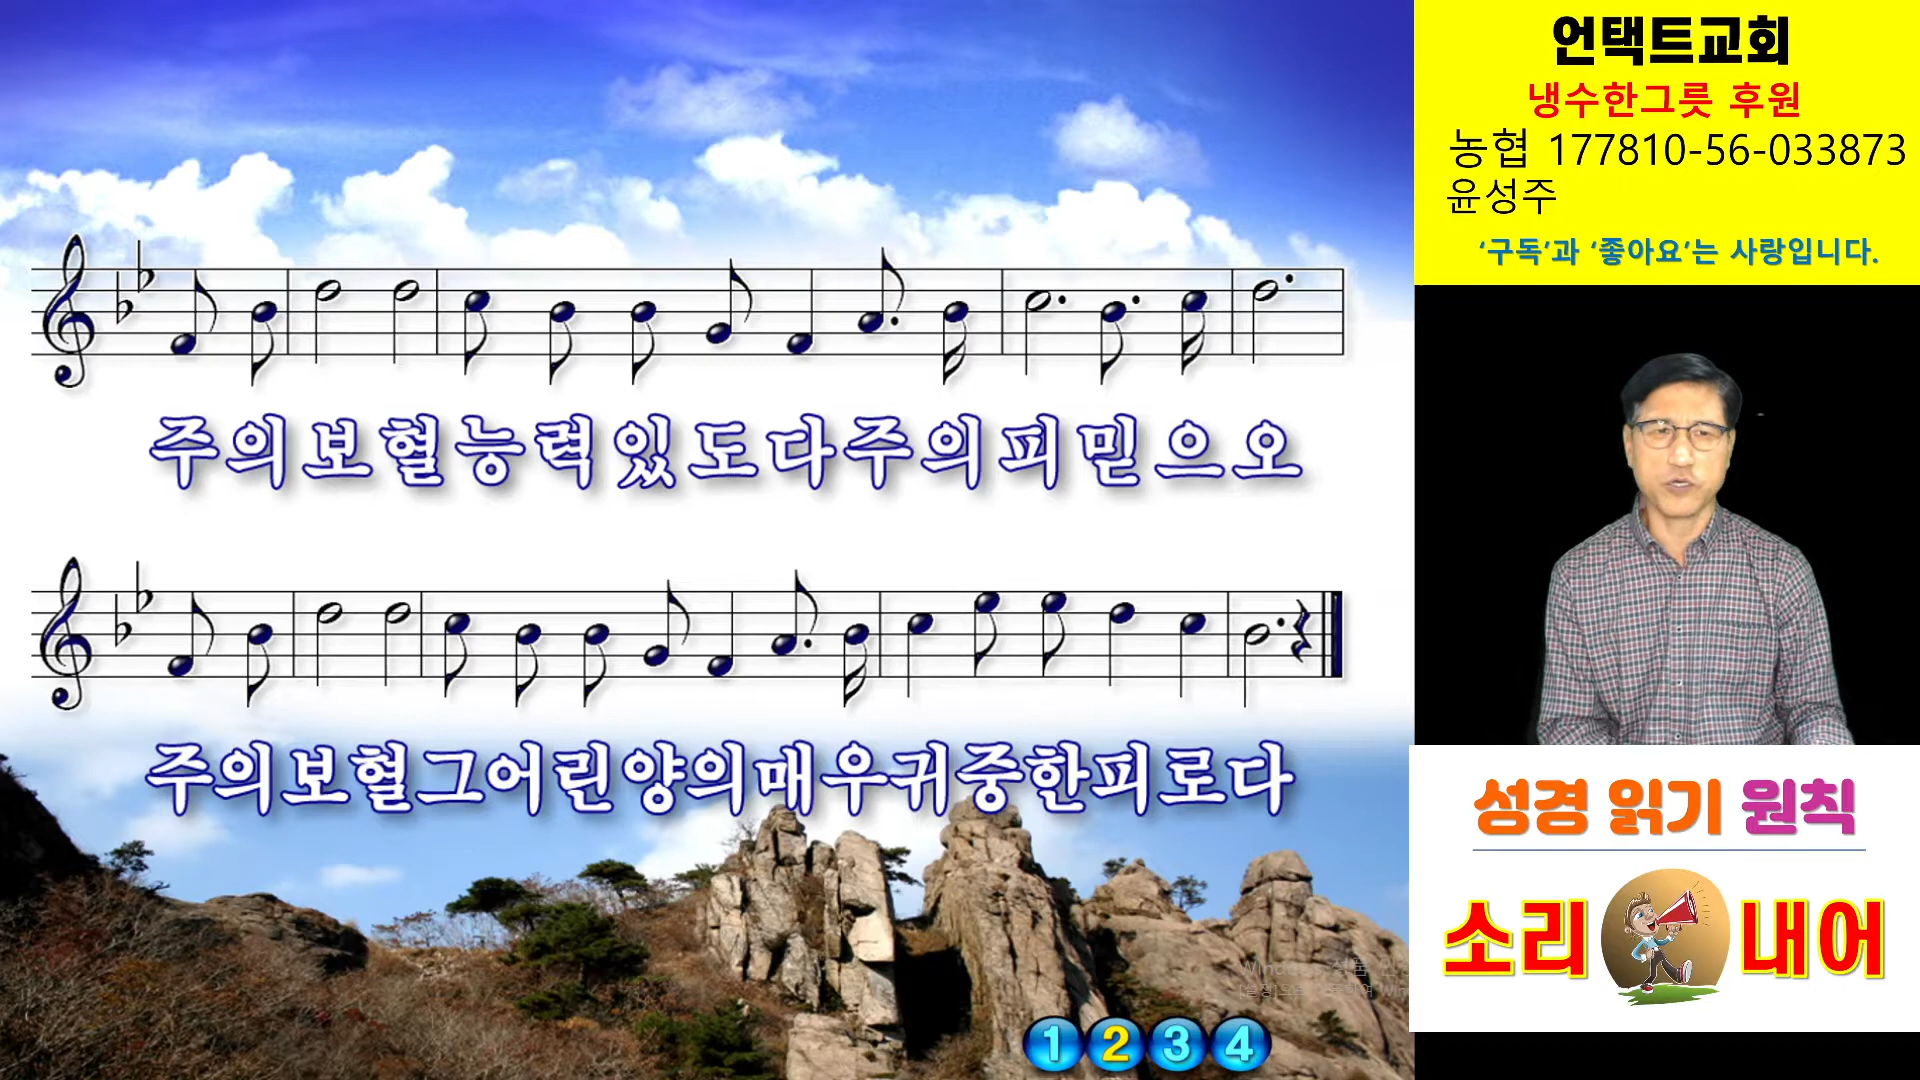 주의보혈능력있도다주의피믿으오
주의보혈그어린양의매우귀중한피로다
1 2 3 4
언택트교회
냉수한그릇 후원
농협 177810-56-033873
윤성주
‘구독’과 ‘좋아요’는 사랑입니다.
성경 읽기 원칙
소리 내어